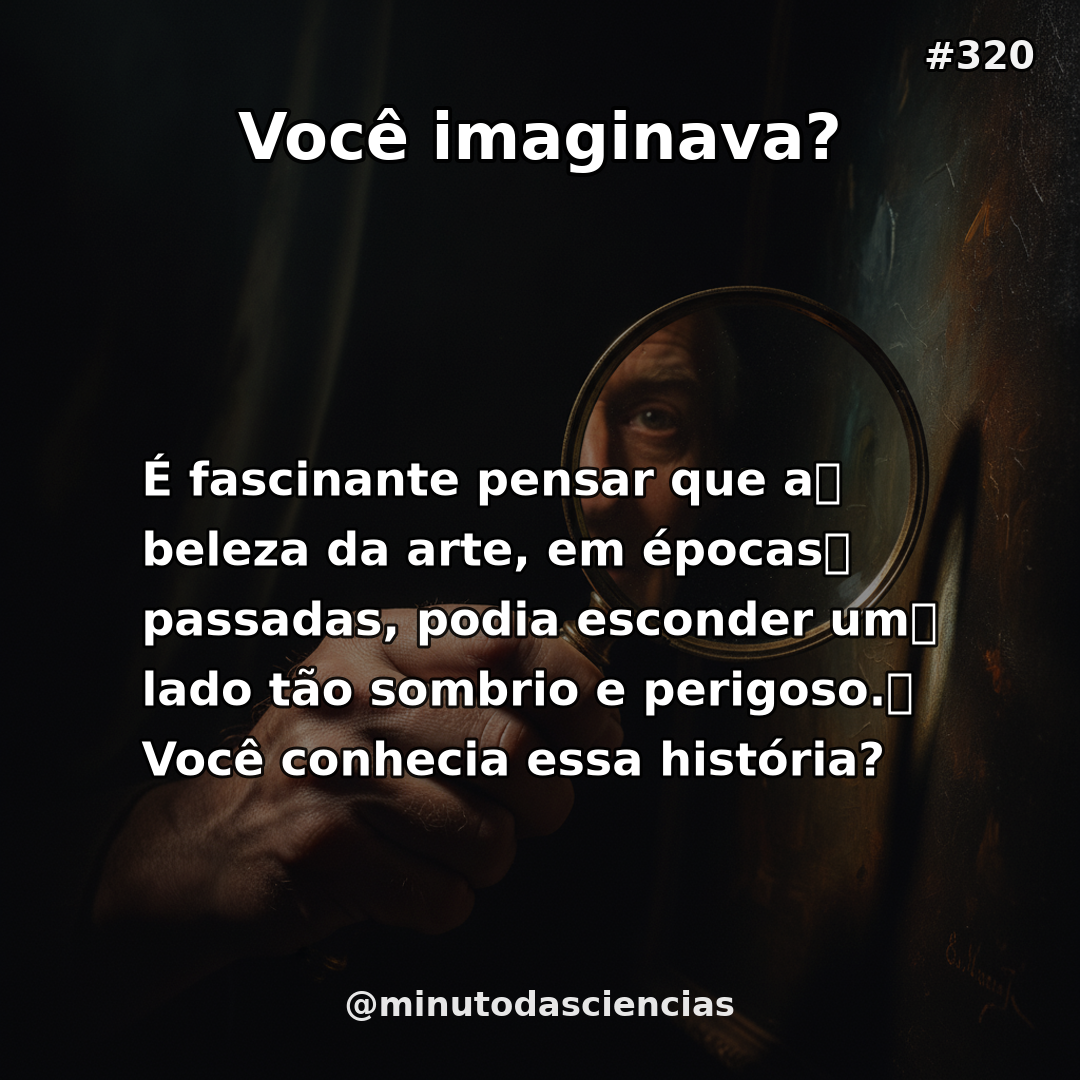 #320
Você imaginava?
É fascinante pensar que a
beleza da arte, em épocas
passadas, podia esconder um
lado tão sombrio e perigoso.
Você conhecia essa história?
@minutodasciencias